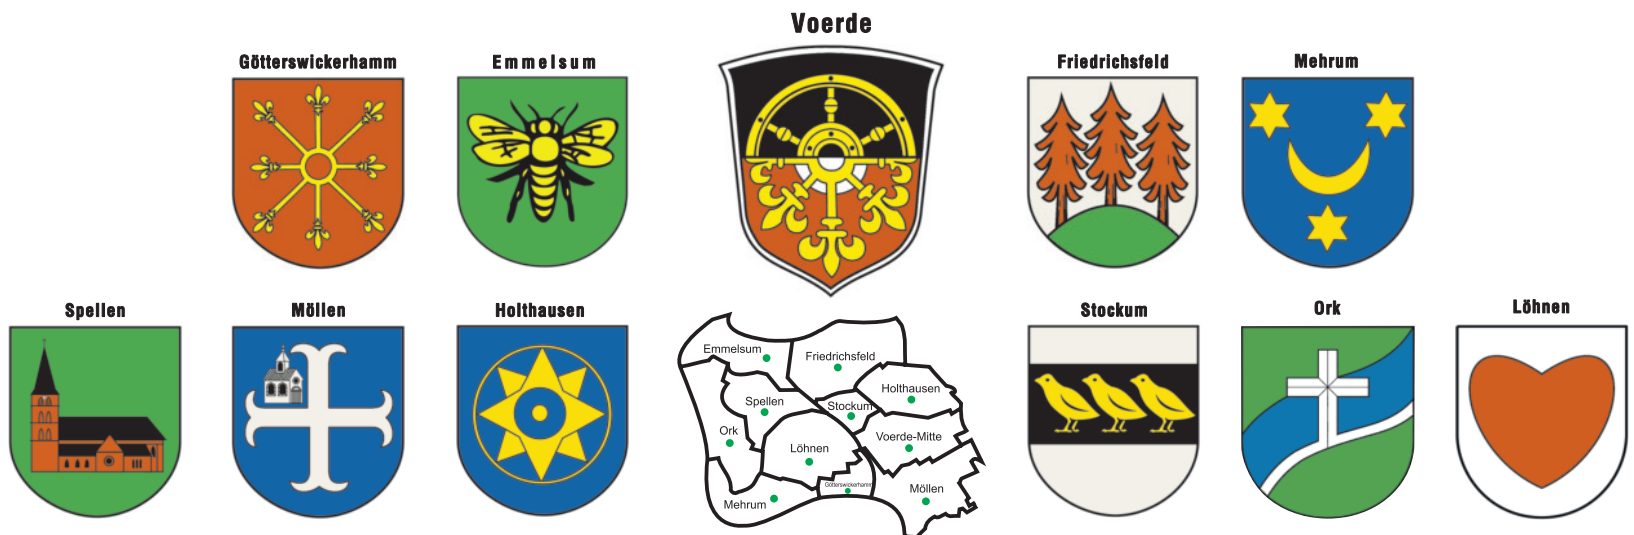 Voerde
Götterswickerhamm
Emmelsum
Friedrichsfeld
Mehrum
Spellen
Möllen
Holthausen
Stockum
Ork
Löhnen
Emmelsum
Friedrichsfeld
Holthausen
Spellen
Stockum
Ork
Voerde-Mitte
Löhnen
Götterswickerhamm
Möllen
Mehrum